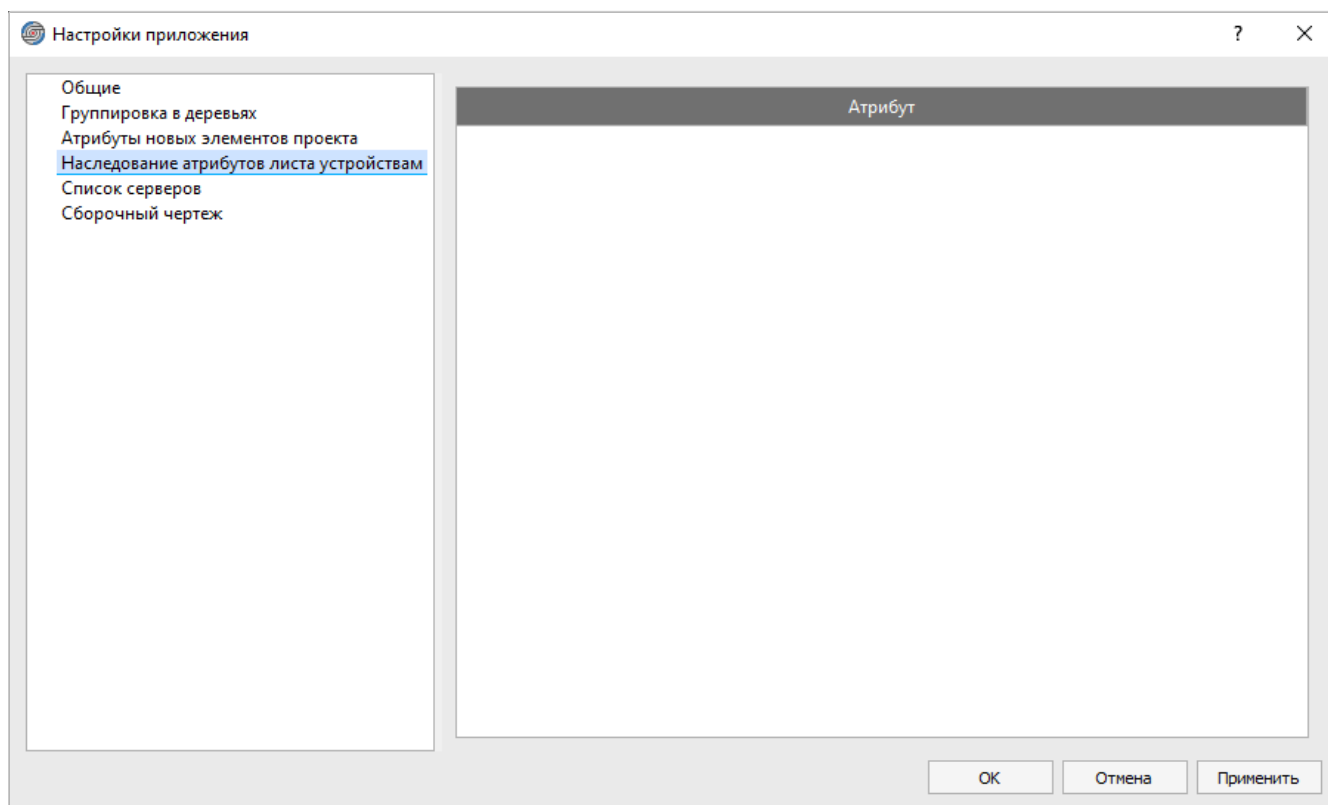 Настройки приложения
?
Общие
Группировка в деревьях
Атрибуты новых элементов проекта
Наследование атрибутов листа устройствам
Список серверов
Сборочный чертеж
Атрибут
OK
Отмена
Применить